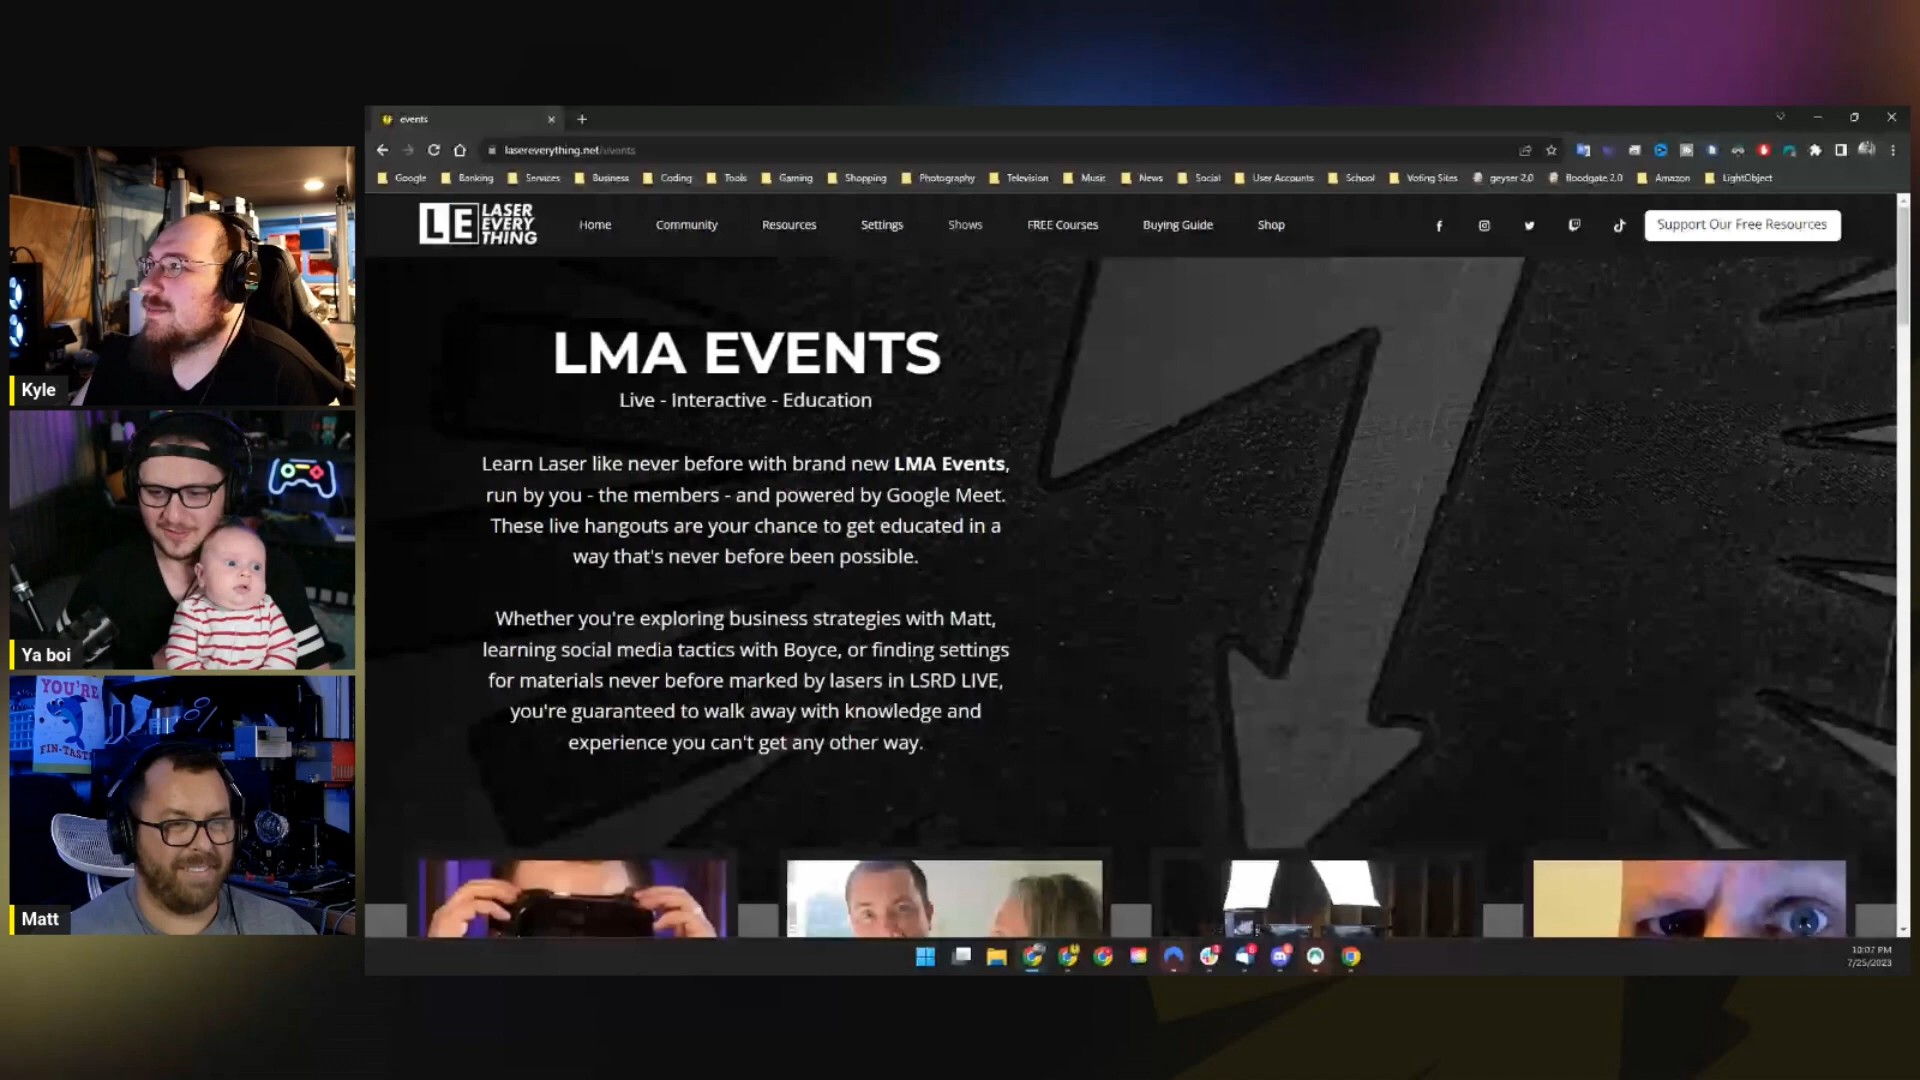 events
lasereverything.net/events
Google Banking Services Business Coding Tools Gaming Shopping Photography Television Music News Social User Accounts School Voting Sites geyser 2.0 floodgate 2.0 Amazon LightObject
LE LASER
EVERY
THING
Home Community Resources Settings Shows FREE Courses Buying Guide Shop
Support Our Free Resources
LMA EVENTS
Live - Interactive - Education
Learn Laser like never before with brand new LMA Events,
run by you - the members - and powered by Google Meet.
These live hangouts are your chance to get educated in a
way that's never before been possible.
Whether you're exploring business strategies with Matt,
learning social media tactics with Boyce, or finding settings
for materials never before marked by lasers in LSRD LIVE,
you're guaranteed to walk away with knowledge and
experience you can't get any other way.
Kyle
Ya boi
YOU'RE
FIN-TAST
Matt
10:07 PM
7/25/2023